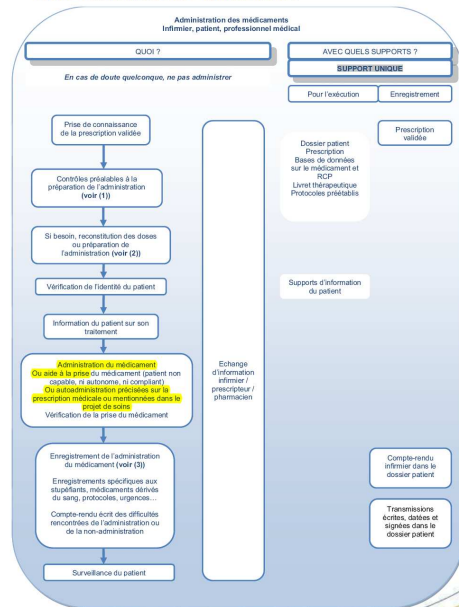 Administration des médicaments
Infirmier, patient, professionnel médical
QUOI ?
AVEC QUELS SUPPORTS ?
SUPPORT UNIQUE
En cas de doute quelconque, ne pas administrer
Pour l'exécution
Enregistrement
Prise de connaissance
de la prescription validée
Prescription
validée
Dossier patient
Prescription
Bases de données
sur le médicament et
RCP
Livret thérapeutique
Protocoles préétablis
Contrôles préalables à la
préparation de l'administration
(voir (1))
Si besoin, reconstitution des doses
ou préparation de
l'administration (voir (2))
Vérification de l'identité du patient
Supports d'information
du patient
Information du patient sur son
traitement
Administration du médicament
Ou aide à la prise du médicament (patient non
capable, ni autonome, ni compliant)
Ou autoadministration précisées sur la
prescription médicale ou mentionnées dans le
projet de soins
Vérification de la prise du médicament
Echange
d'information
infirmier /
prescripteur /
pharmacien
Enregistrement de l'administration
du médicament (voir (3))
Enregistrements spécifiques aux
stupéfiants, médicaments dérivés
du sang, protocoles, urgences…
Compte-rendu écrit des difficultés
rencontrées de l'administration ou
de la non-administration
Compte-rendu
infirmier dans le
dossier patient
Transmissions
écrites, datées et
signées dans le
dossier patient
Surveillance du patient